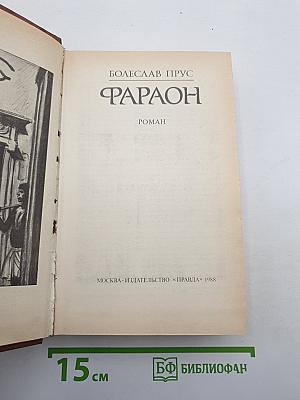 БОЛЕСЛАВ ПРУС
ФАРАОН
РОМАН
МОСКВА·ИЗДАТЕЛЬСТВО «ПРАВДА» 1988
15 см
БФ БИБЛИОФАН